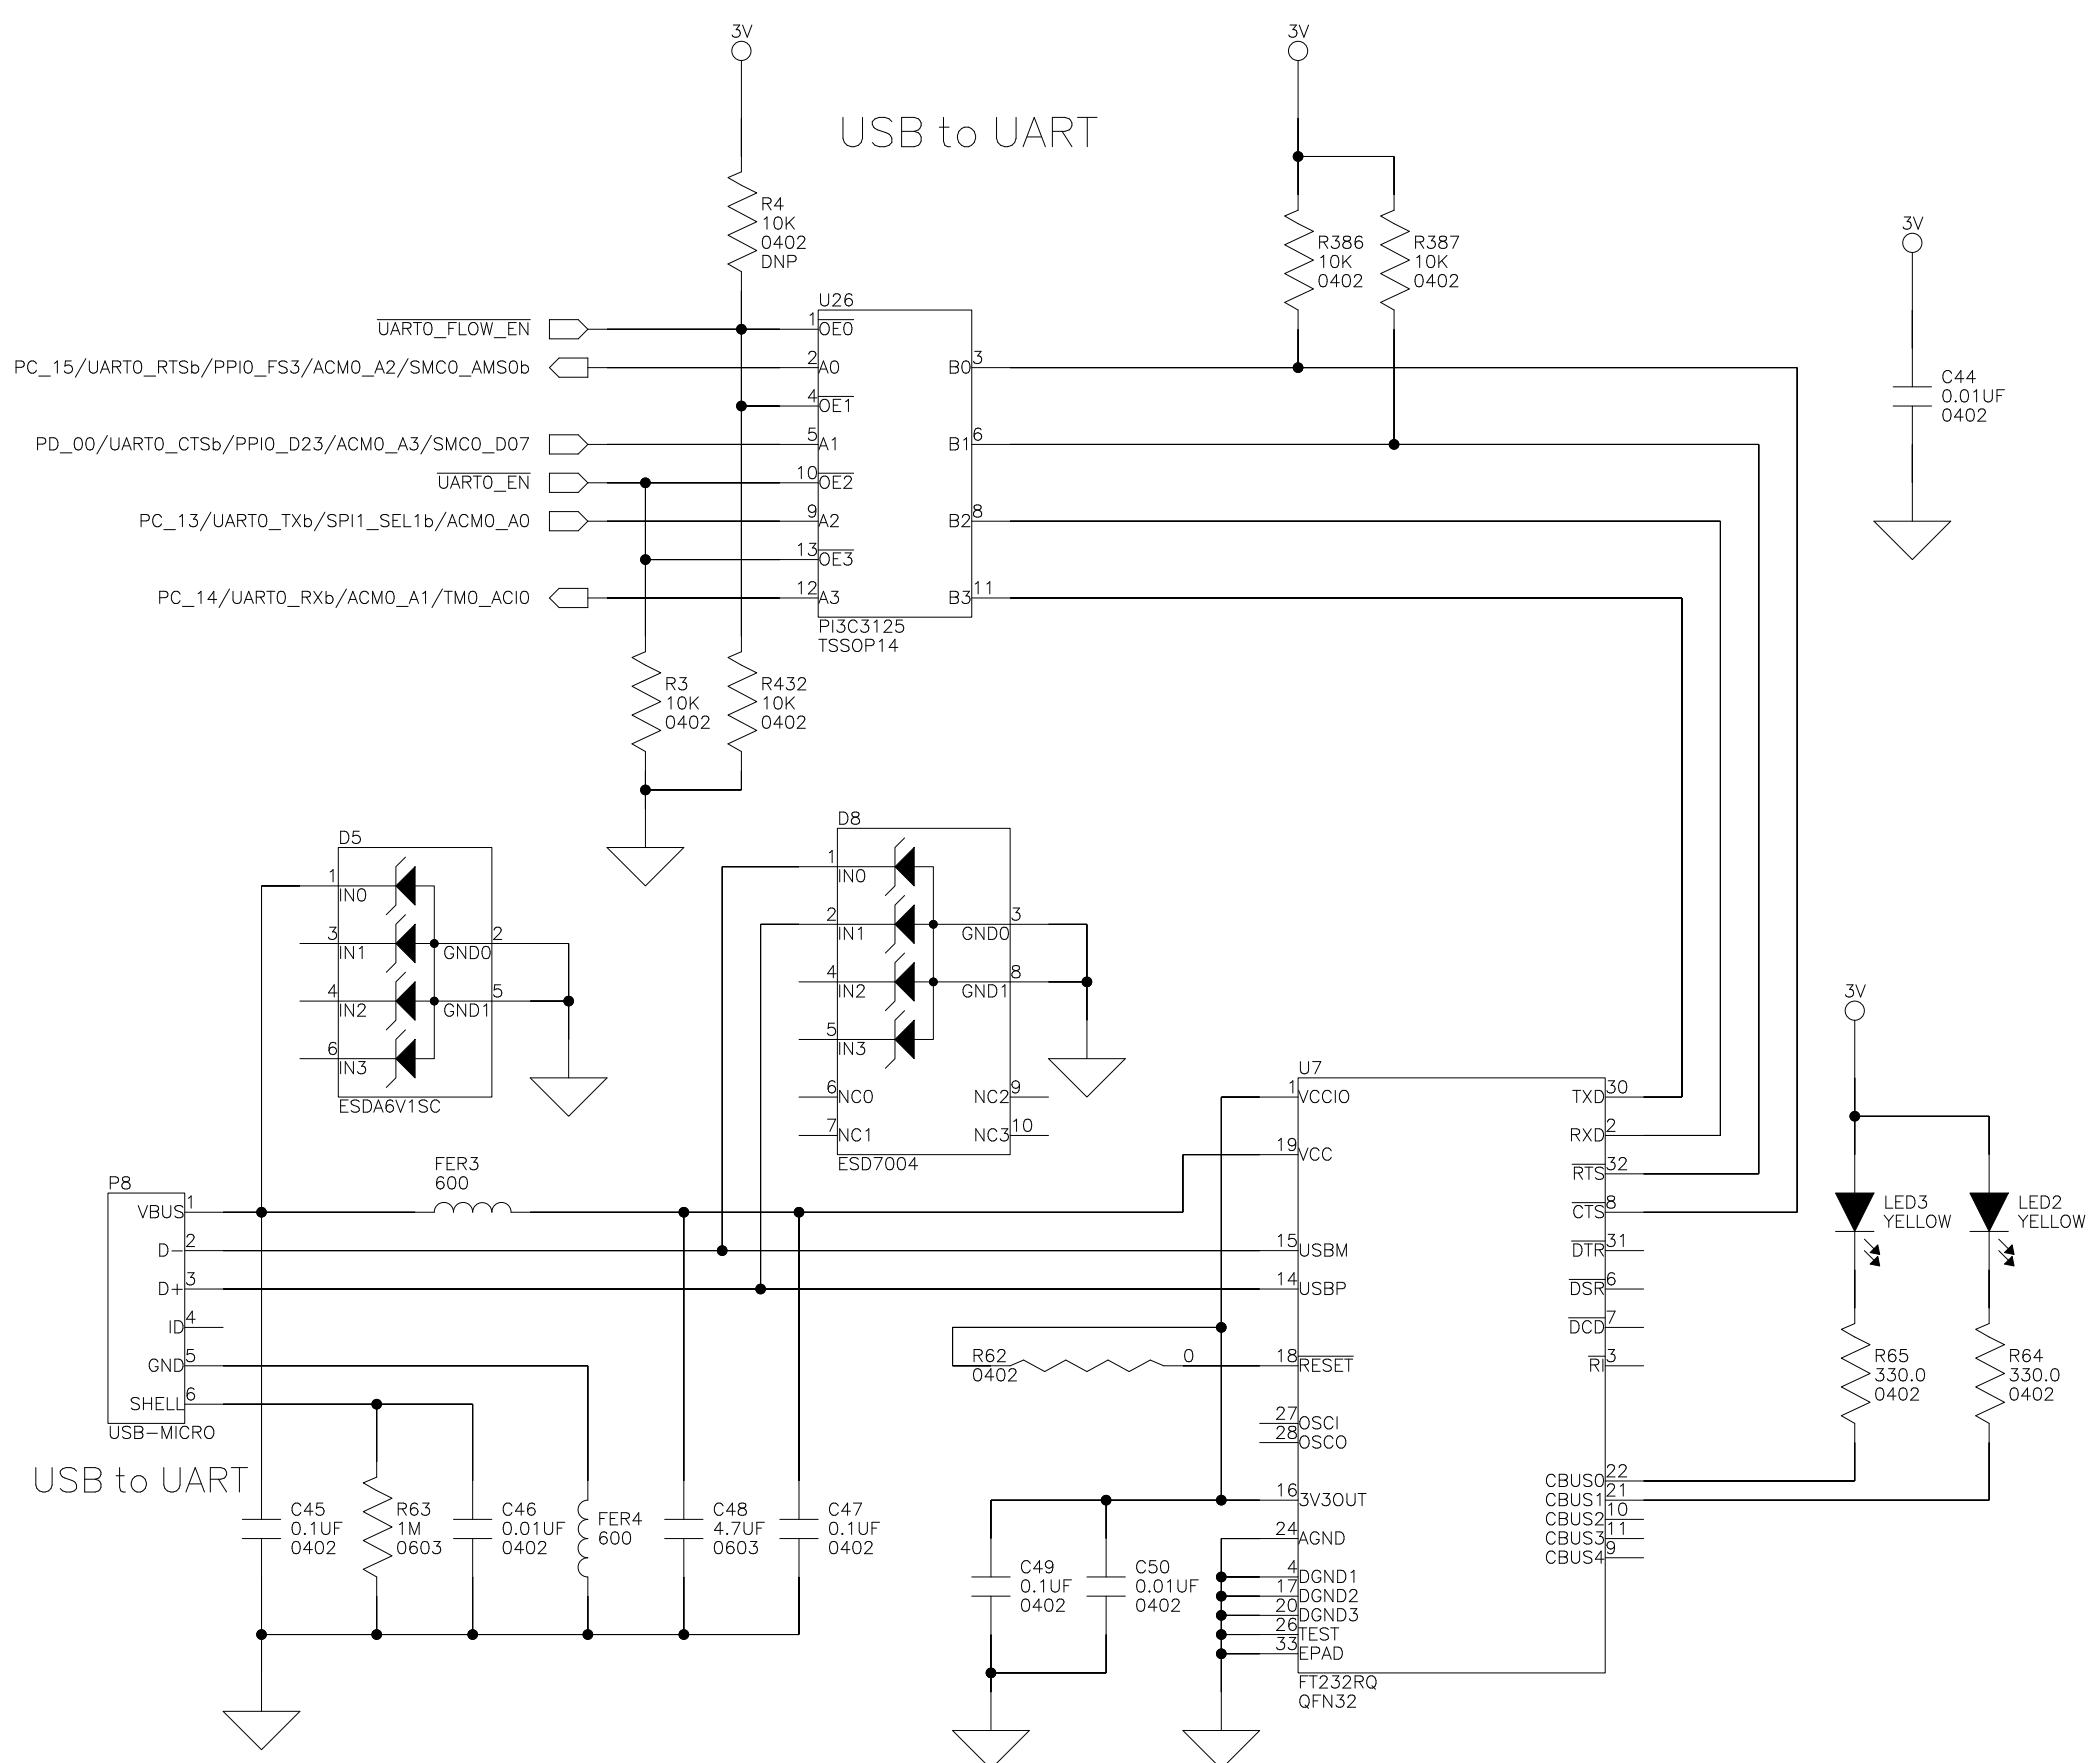 3V
3V
USB to UART
R4
10K
0402
DNP
R386
10K
0402
R387
10K
0402
3V
C44
0.01UF
0402
U26
UART0_FLOW_EN
1
OE0
PC_15/UART0_RTSb/PPI0_FS3/ACM0_A2/SMC0_AMS0b
2
A0
B0
3
4
OE1
PD_00/UART0_CTSb/PPI0_D23/ACM0_A3/SMC0_D07
5
A1
B1
6
UART0_EN
10
OE2
PC_13/UART0_TXb/SPI1_SEL1b/ACM0_A0
9
A2
B2
8
13
OE3
PC_14/UART0_RXb/ACM0_A1/TM0_ACI0
12
A3
B3
11
PI3C3125
TSSOP14
R3
10K
0402
R432
10K
0402
D5
1
IN0
3
IN1
GND0
2
4
IN2
GND1
5
6
IN3
ESDA6V1SC
D8
1
IN0
2
IN1
GND0
3
4
IN2
GND1
8
5
IN3
6
NC0
NC2
9
7
NC1
NC3
10
ESD7004
FER3
600
P8
VBUS
1
D-
2
D+
3
ID
4
GND
5
SHELL
6
USB-MICRO
USB to UART
C45
0.1UF
0402
R63
1M
0603
C46
0.01UF
0402
FER4
600
C48
4.7UF
0603
C47
0.1UF
0402
R62
0402
0
C49
0.1UF
0402
C50
0.01UF
0402
U7
1
VCCIO
TXD
30
RXD
2
19
VCC
RTS
32
CTS
8
15
USBM
DTR
31
14
USBP
DSR
6
DCD
7
18
RESET
RI
3
27
OSCI
28
OSCO
CBUS0
22
16
3V3OUT
CBUS1
21
CBUS2
10
24
AGND
CBUS3
11
CBUS4
9
4
DGND1
17
DGND2
20
DGND3
26
TEST
33
EPAD
FT232RQ
QFN32
3V
LED3
YELLOW
LED2
YELLOW
R65
330.0
0402
R64
330.0
0402